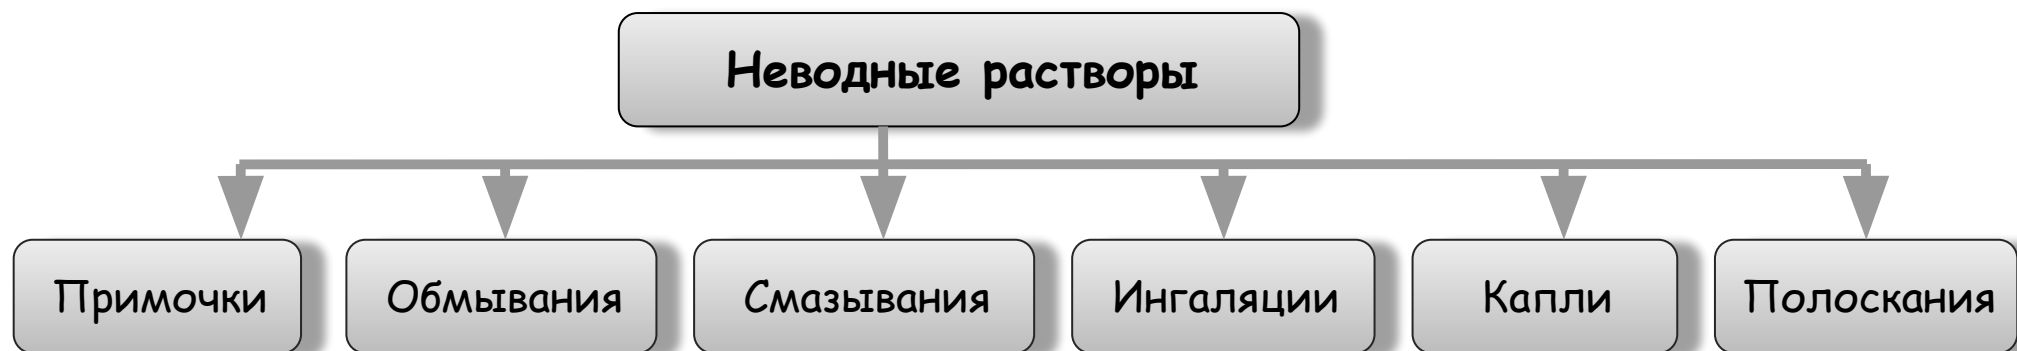 Неводные растворы
Примочки
Обмывания
Смазывания
Ингаляции
Капли
Полоскания